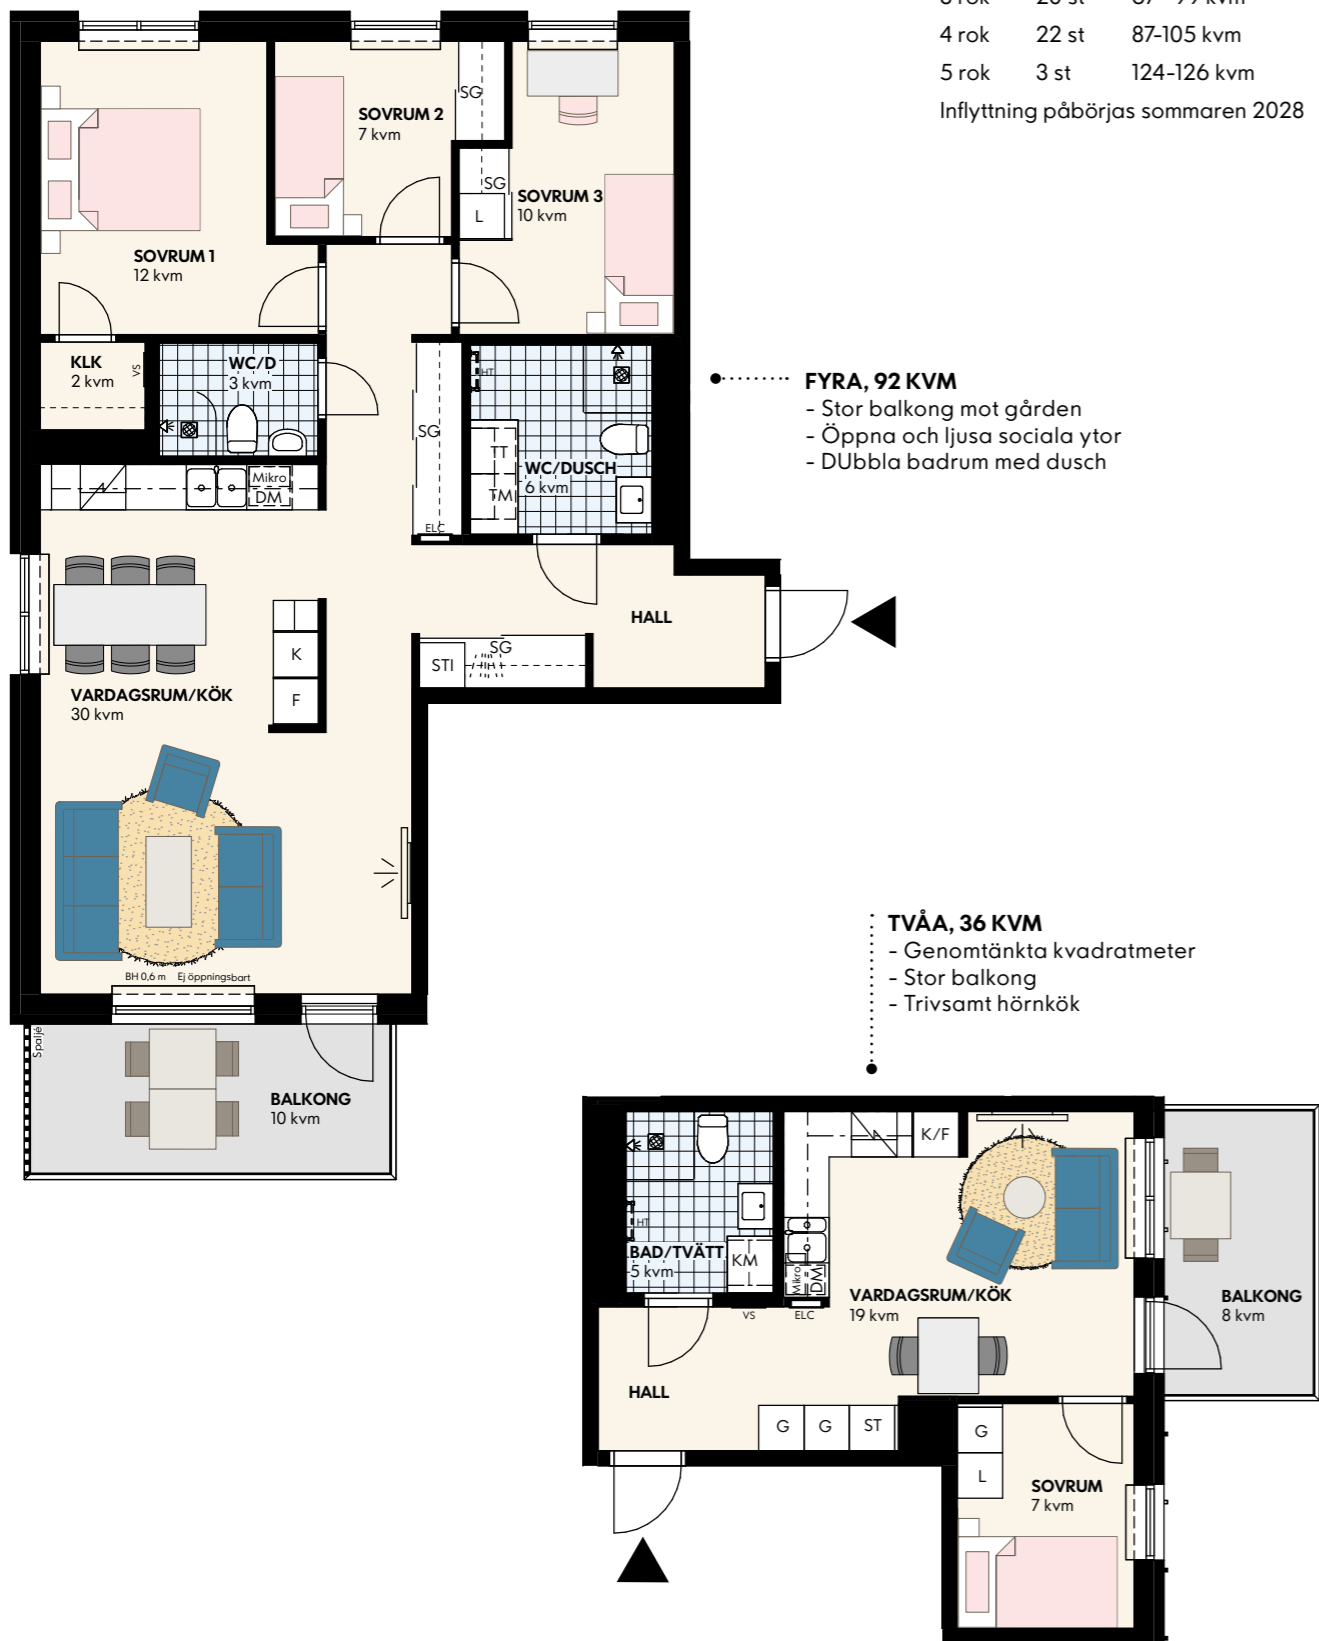 4 rok 22 st 87-105 kvm
5 rok 3 st 124-126 kvm
Inflyttning påbörjas sommaren 2028
SG
SOVRUM 2
7 kvm
SG
L
SOVRUM 3
10 kvm
SOVRUM 1
12 kvm
KLK
2 kvm
VS
WC/D
3 kvm
HT
SG
TT
WC/DUSCH
6 kvm
TM
ELC
Mikro
DM
FYRA, 92 KVM
- Stor balkong mot gården
- Öppna och ljusa sociala ytor
- DUbbla badrum med dusch
HALL
K
F
STI
SG
VARDAGSRUM/KÖK
30 kvm
BH 0,6 m Ej öppningsbart
Spaljé
BALKONG
10 kvm
TVÅA, 36 KVM
- Genomtänkta kvadratmeter
- Stor balkong
- Trivsamt hörnkök
K/F
HT
BAD/TVÄTT
5 kvm
KM
Mikro
DM
VS
ELC
VARDAGSRUM/KÖK
19 kvm
BALKONG
8 kvm
HALL
G
G
ST
G
L
SOVRUM
7 kvm